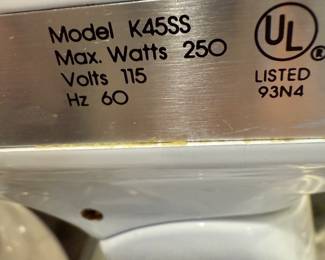 Model K45SS
Max. Watts 250
Volts 115
Hz 60
UL ®
LISTED
93N4